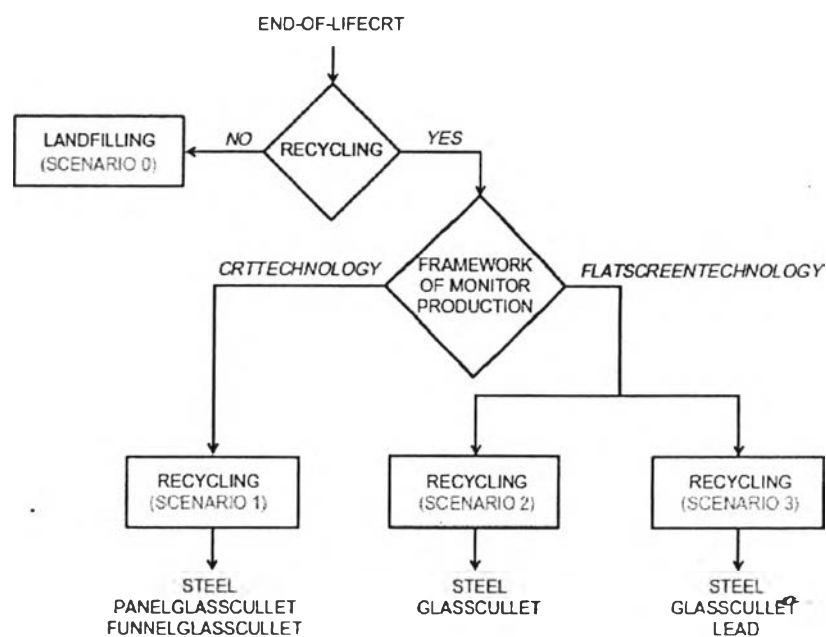 END-OF-LIFECRT
RECYCLING
NO
YES
LANDFILLING
(SCENARIO 0)
FRAMEWORK
OF MONITOR
PRODUCTION
CRTTECHNOLOGY
FLATSCREENTECHNOLOGY
RECYCLING
(SCENARIO 1)
RECYCLING
(SCENARIO 2)
RECYCLING
(SCENARIO 3)
STEEL
PANELGLASSCULLET
FUNNELGLASSCULLET
STEEL
GLASSCULLET
STEEL
GLASSCULLET
LEAD